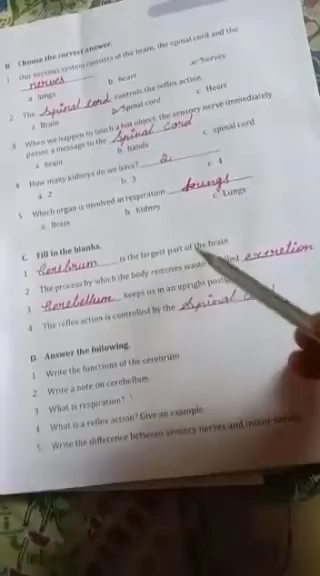 B Choose the correct answer.
1 Our nervous system consists of the brain, the spinal cord and the
nerves
a. lungs b. heart c. Nerves
2 The Spinal cord controls the reflex action.
a. Brain b. Spinal cord c. Heart
3 When we happen to touch a hot object, the sensory nerve immediately
passes a message to the Spinal Cord
a. brain b. hands c. spinal cord
4 How many kidneys do we have? 2
a. 2 b. 3 c. 4
5 Which organ is involved in respiration
a. Brain b. Kidney c. Lungs
C. Fill in the blanks.
1 Cerebrum is the largest part of the brain
2 The process by which the body removes waste excretion
3 Cerebellum keeps us in an upright
4 The reflex action is controlled by the Spinal
D Answer the following.
1 Write the functions of the cerebrum
2 Write a note on cerebellum.
3 What is respiration?
4 What is a reflex action? Give an example.
5 Write the difference between sensory nerves and motor nerves